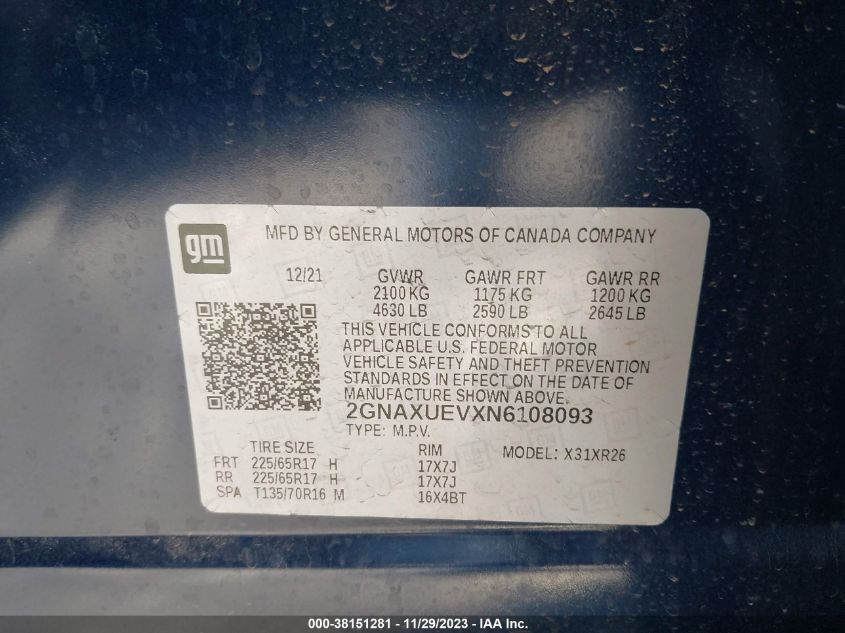 gm
MFD BY GENERAL MOTORS OF CANADA COMPANY
12/21 GVWR GAWR FRT GAWR RR
2100 KG 1175 KG 1200 KG
4630 LB 2590 LB 2645 LB
THIS VEHICLE CONFORMS TO ALL
APPLICABLE U.S. FEDERAL MOTOR
VEHICLE SAFETY AND THEFT PREVENTION
STANDARDS IN EFFECT ON THE DATE OF
MANUFACTURE SHOWN ABOVE.
2GNAXUEVXN6108093
TYPE: M.P.V.
TIRE SIZE RIM MODEL: X31XR26
FRT 225/65R17 H 17X7J
RR 225/65R17 H 17X7J
SPA T135/70R16 M 16X4BT
000-38151281 - 11/29/2023 - IAA Inc.